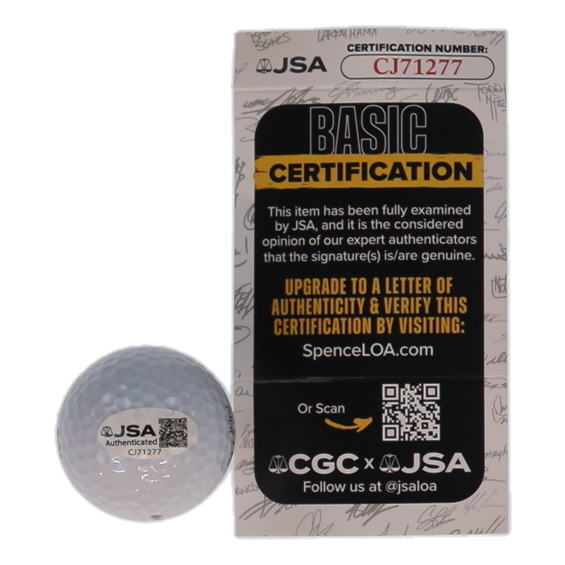 LARRY HAMA
CERTIFICATION NUMBER:
JSA
CJ71277
BASIC
CERTIFICATION
This item has been fully examined
by JSA, and it is the considered
opinion of our expert authenticators
that the signature(s) is/are genuine.
UPGRADE TO A LETTER OF
AUTHENTICITY & VERIFY THIS
CERTIFICATION BY VISITING:
SpenceLOA.com
Or Scan
CGC x JSA
Follow us at @jsaloa
JSA
Authenticated
CJ71277